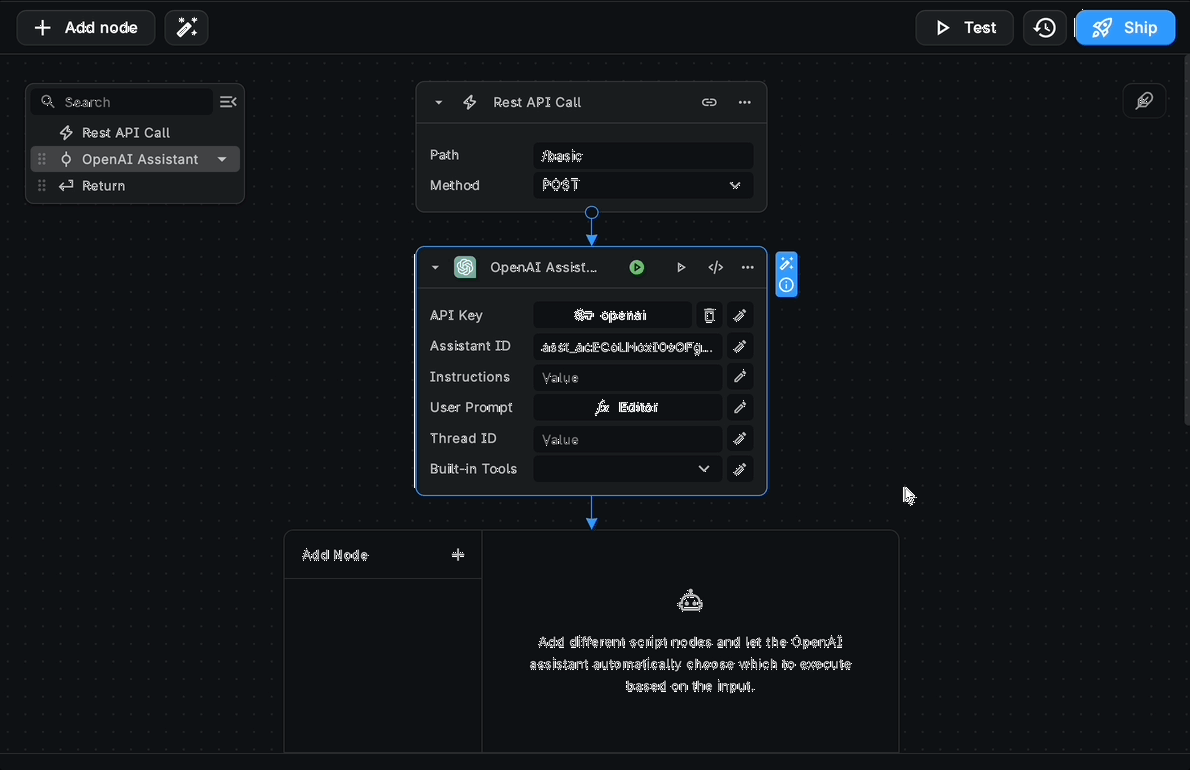 Add node
Test
Ship
Search
Rest API Call
OpenAI Assistant
Return
Rest API Call
Path
/basic
Method
POST
OpenAI Assist...
API Key
openai
Assistant ID
Instructions
Value
User Prompt
fx Editor
Thread ID
Value
Built-in Tools
Add Node
Add different script nodes and let the OpenAI
assistant automatically choose which to execute
based on the input.